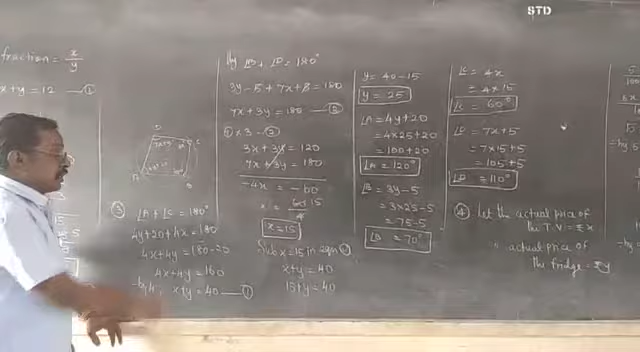 STD
fraction = x/y
x+y = 12 —①
③ ∠A + ∠C = 180°
4y+20+4x = 180
4x+4y = 180-20
4x+4y = 160
x+y = 40 —①
lly ∠B + ∠D = 180°
3y-5+7x+5 = 180
7x+3y = 180 —②
①×3-②
3x+3y = 120
7x+3y = 180
-4x = -60
x = 60/4 15
x=15
Sub x=15 in eqn ①
x+y = 40
15+y = 40
y = 40-15
y = 25
∠A = 4y+20
= 4×25+20
= 100+20
∠A = 120°
∠B = 3y-5
= 3×25-5
= 75-5
∠B = 70°
∠C = 4x
= 4×15
∠C = 60°
∠D = 7x+5
= 7×15+5
= 105+5
∠D = 110°
④ Let the actual price of
the T.V = ₹x
actual price of
the fridge = ₹y